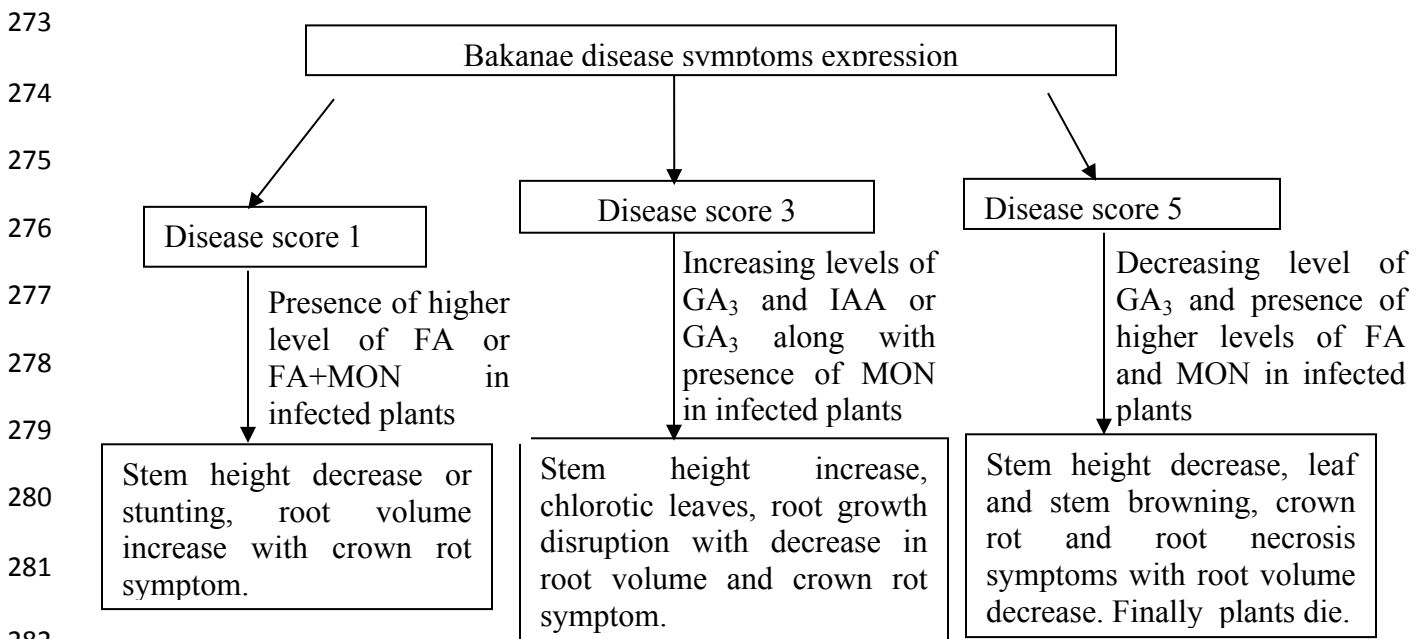 273
Bakanae disease symptoms expression
274
275
Disease score 1
Disease score 3
Disease score 5
276
Presence of higher
level of FA or
FA+MON in
infected plants
Increasing levels of
GA₃ and IAA or
GA₃ along with
presence of MON
in infected plants
Decreasing level of
GA₃ and presence of
higher levels of FA
and MON in infected
plants
277
278
279
Stem height decrease or
stunting, root volume
increase with crown rot
symptom.
Stem height increase,
chlorotic leaves, root growth
disruption with decrease in
root volume and crown rot
symptom.
Stem height decrease, leaf
and stem browning, crown
rot and root necrosis
symptoms with root volume
decrease. Finally plants die.
280
281
282